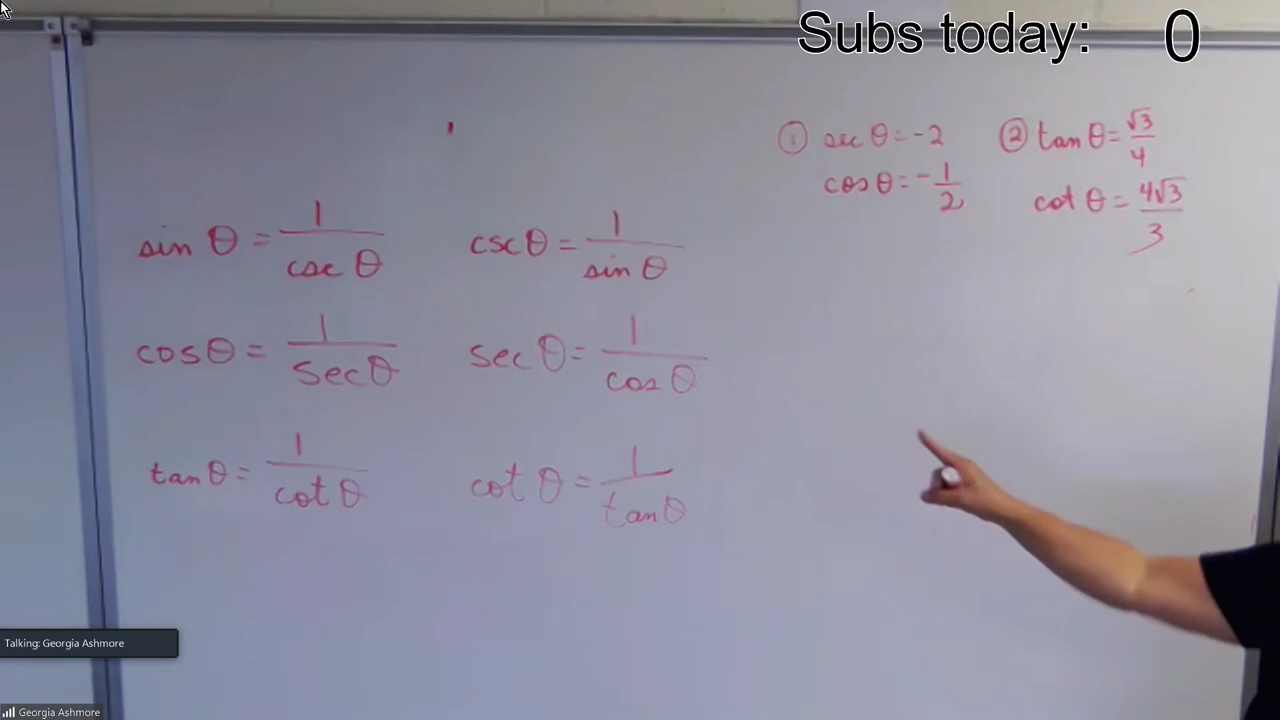 Subs today: 0
① sec θ = -2
cos θ = -1/2
② tan θ = √3/4
cot θ = 4√3/3
sin θ = 1/csc θ
csc θ = 1/sin θ
cos θ = 1/sec θ
sec θ = 1/cos θ
tan θ = 1/cot θ
cot θ = 1/tan θ
Talking: Georgia Ashmore
Georgia Ashmore